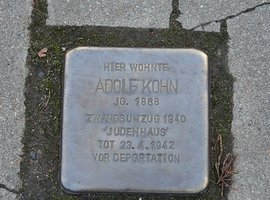 HIER WOHNTE
ADOLF KOHN
JG. 1868
ZWANGSUMZUG 1940
"JUDENHAUS"
TOT 23.4.1942
VOR DEPORTATION